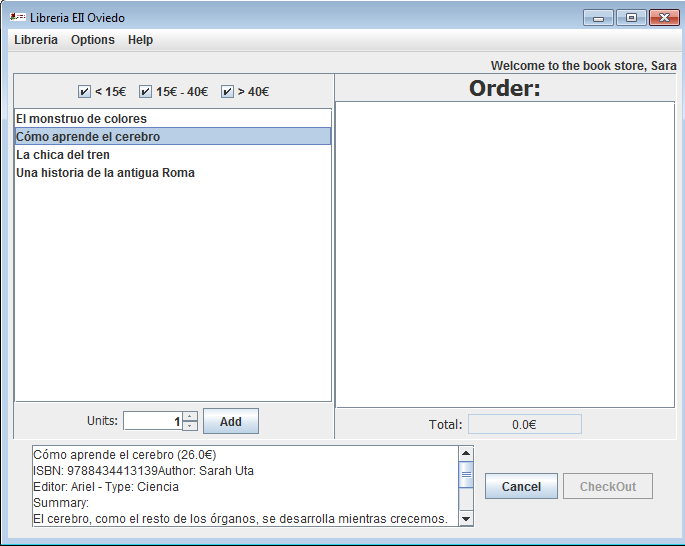 Libreria EII Oviedo
Libreria Options Help
Welcome to the book store, Sara
< 15€ 15€ - 40€ > 40€
Order:
El monstruo de colores
Cómo aprende el cerebro
La chica del tren
Una historia de la antigua Roma
Units: 1 Add
Total: 0.0€
Cómo aprende el cerebro (26.0€)
ISBN: 9788434413139Author: Sarah Uta
Editor: Ariel - Type: Ciencia
Summary:
El cerebro, como el resto de los órganos, se desarrolla mientras crecemos.
Cancel CheckOut